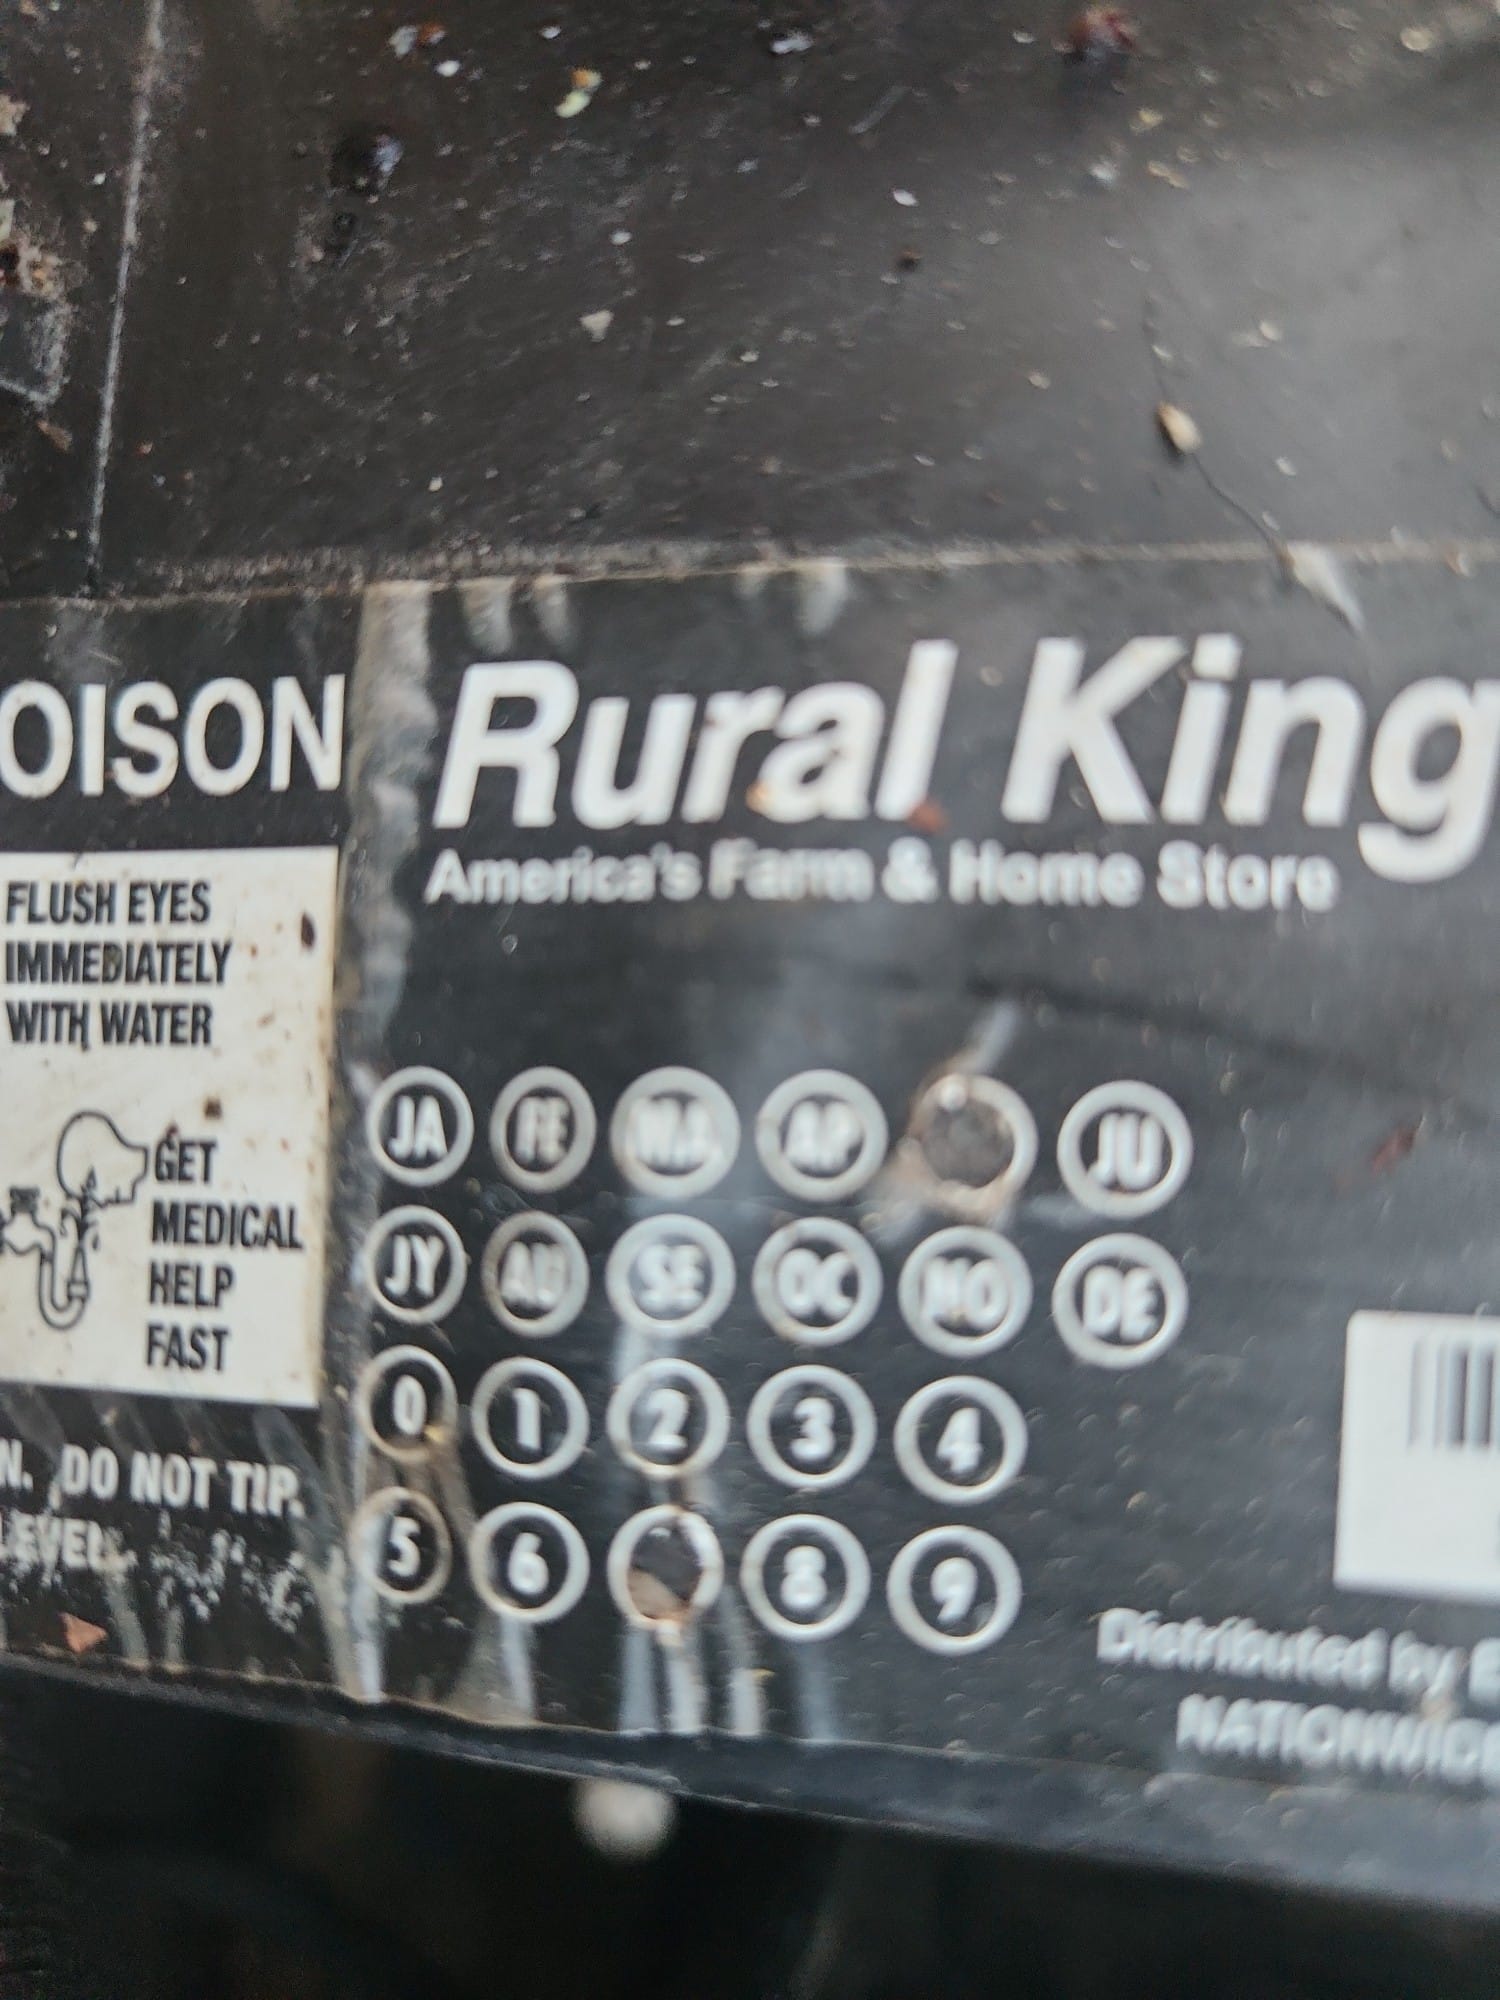 OISON
FLUSH EYES
IMMEDIATELY
WITH WATER
GET
MEDICAL
HELP
FAST
N. DO NOT TIP.
LEVEL.
Rural King
America's Farm & Home Store
JA FE MA AP JU
JY AU SE OC NO DE
0 1 2 3 4
5 6 8 9
Distributed by E
NATIONWIDE